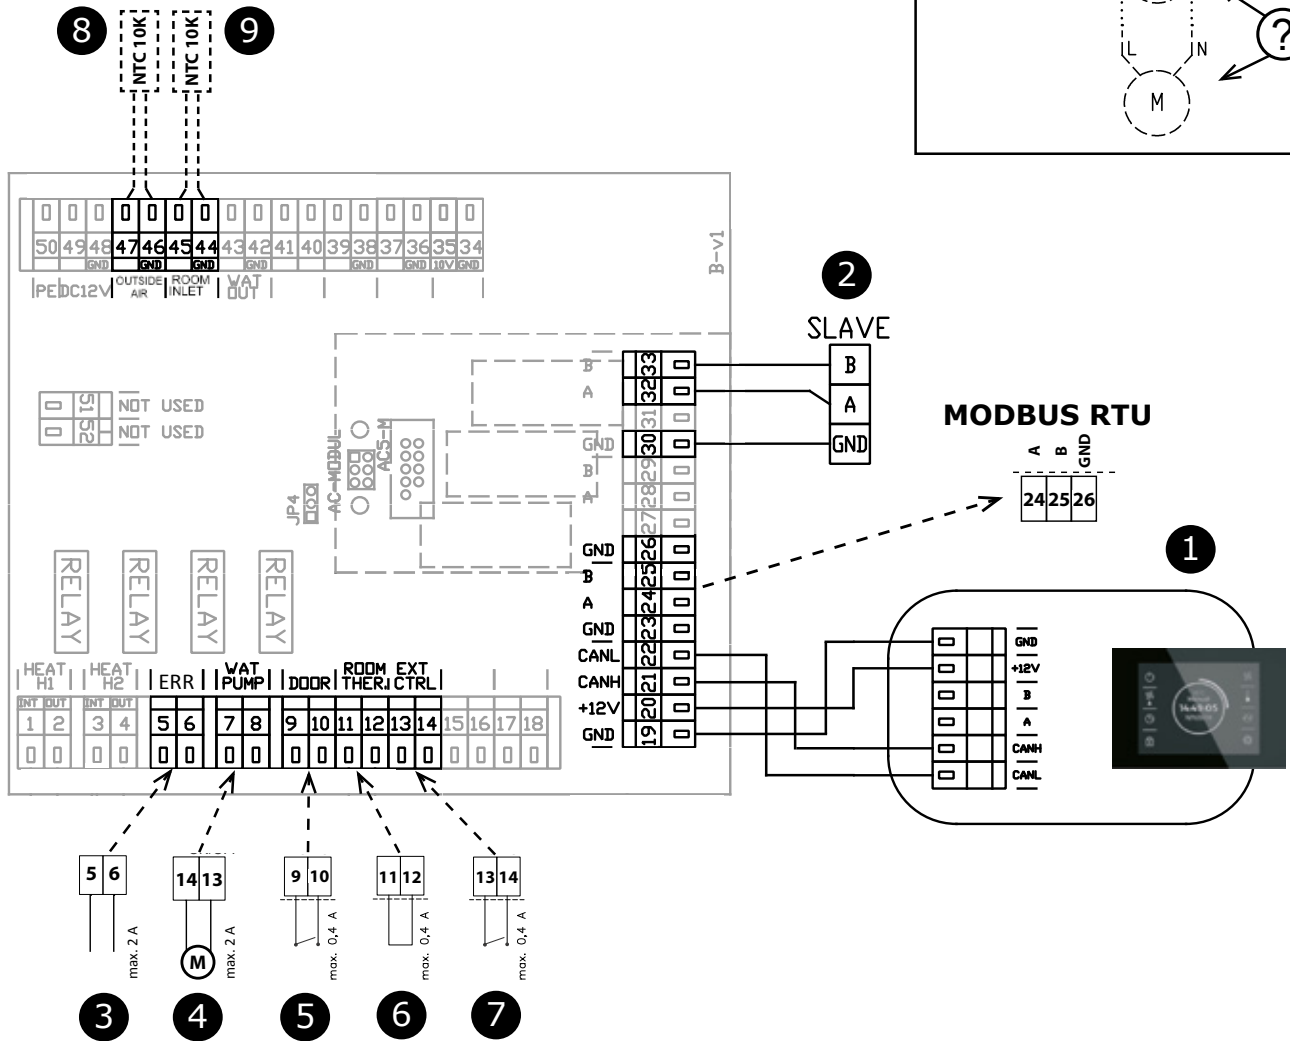 8
9
NTC 10K
NTC 10K
?
L
N
M
50 49 48 47 46 45 44 43 42 41 40 39 38 37 36 35 34
GND GND GND GND GND GND 10V GND
PE DC12V OUTSIDE AIR ROOM INLET WAT OUT
B-v1
2
SLAVE
B
A
GND
51 NOT USED
52 NOT USED
JP4
AC-MODUL
AC5-M
B 33
A 32
31
GND 30
B 29
A 28
27
GND 26
B 25
A 24
GND 23
CANL 22
CANH 21
+12V 20
GND 19
MODBUS RTU
A B GND
24 25 26
1
GND
+12V
B
A
CANH
CANL
RELAY
RELAY
RELAY
RELAY
HEAT H1 HEAT H2 ERR WAT PUMP DOOR ROOM THER. EXT CTRL
INT OUT INT OUT
1 2 3 4 5 6 7 8 9 10 11 12 13 14 15 16 17 18
5 6
max. 2 A
14 13
M
max. 2 A
9 10
max. 0,4 A
11 12
max. 0,4 A
13 14
max. 0,4 A
3
4
5
6
7